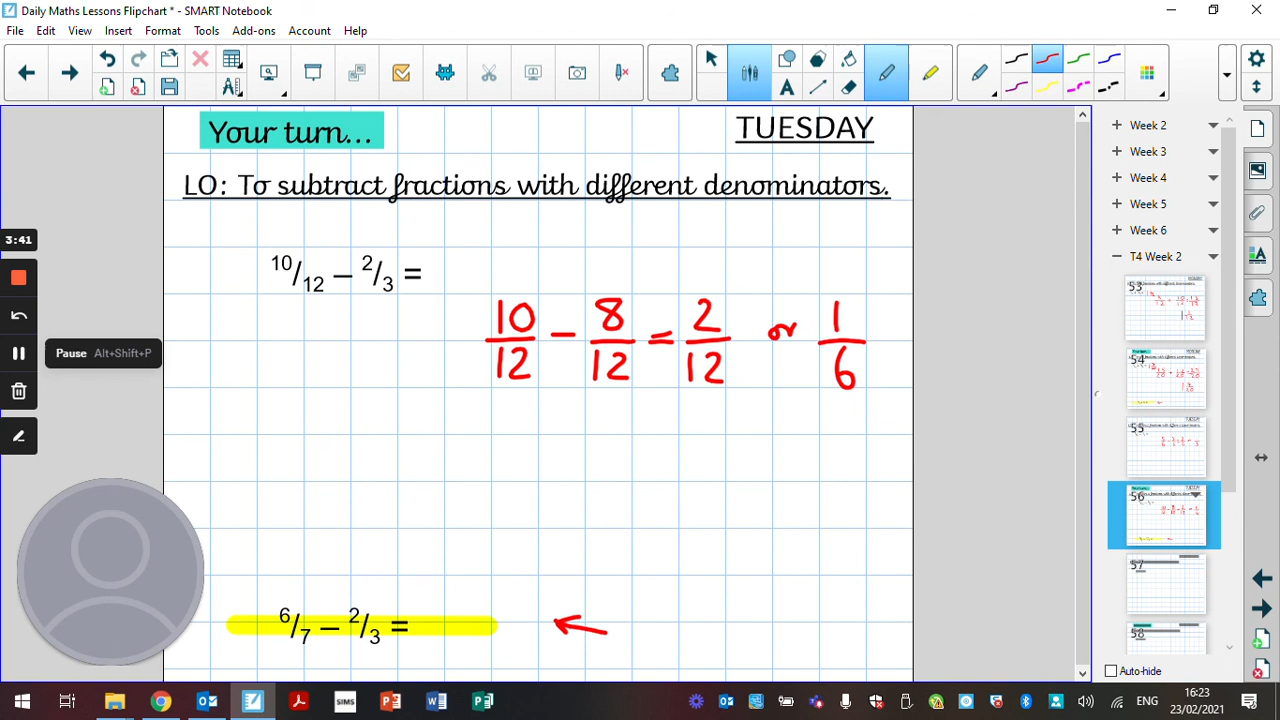 Daily Maths Lessons Flipchart * - SMART Notebook
File Edit View Insert Format Tools Add-ons Account Help
Your turn...
TUESDAY
LO: To subtract fractions with different denominators.
10/12 – 2/3 =
10/12 - 8/12 = 2/12 or 1/6
6/7 – 2/3 =
3:41
Pause Alt+Shift+P
Week 2
Week 3
Week 4
Week 5
Week 6
T4 Week 2
53
54
55
56
57
58
Auto-hide
SIMS
ENG
16:23
23/02/2021